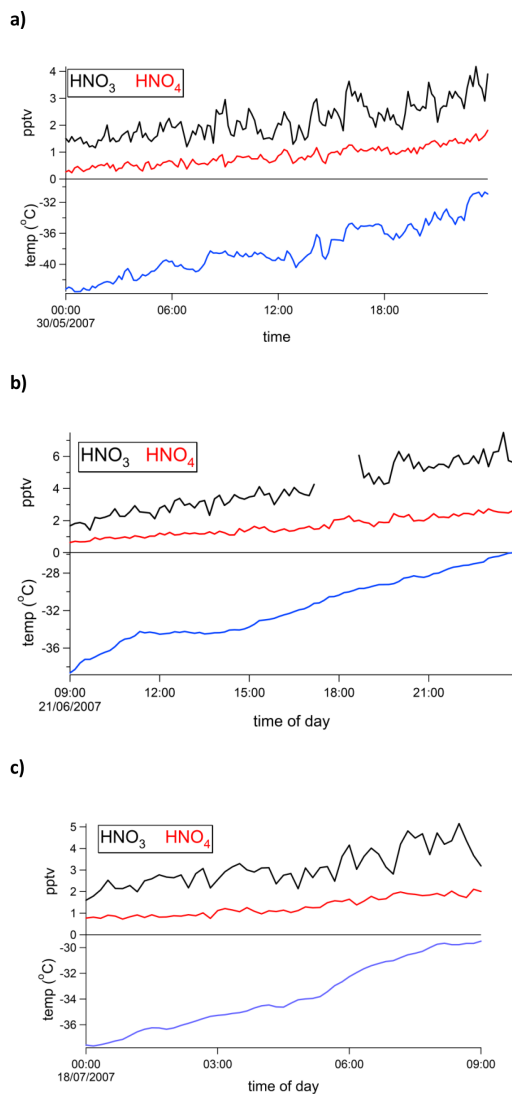 a)
HNO3 HNO4
4
3
2
1
0
pptv
-32
-36
-40
temp (°C)
00:00 06:00 12:00 18:00
30/05/2007
time
b)
HNO3 HNO4
6
4
2
0
pptv
-28
-32
-36
temp (°C)
09:00 12:00 15:00 18:00 21:00
21/06/2007
time of day
c)
HNO3 HNO4
5
4
3
2
1
0
pptv
-30
-32
-34
-36
temp (°C)
00:00 03:00 06:00 09:00
18/07/2007
time of day